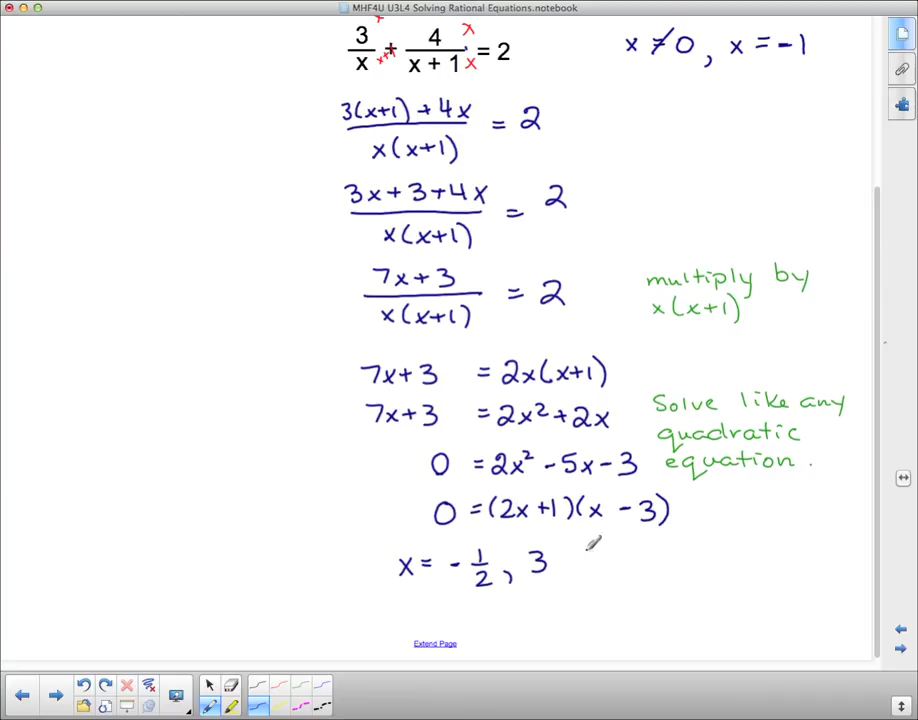 MHF4U U3L4 Solving Rational Equations.notebook
3/x + 4/(x + 1) = 2    x ≠ 0, x = -1
x x
x+1 x
(3(x+1) + 4x)/(x(x+1)) = 2
(3x + 3 + 4x)/(x(x+1)) = 2
(7x + 3)/(x(x+1)) = 2
multiply by
x(x+1)
7x + 3 = 2x(x+1)
7x + 3 = 2x² + 2x
0 = 2x² - 5x - 3
0 = (2x + 1)(x - 3)
x = -1/2, 3
Solve like any
quadratic
equation.
Extend Page